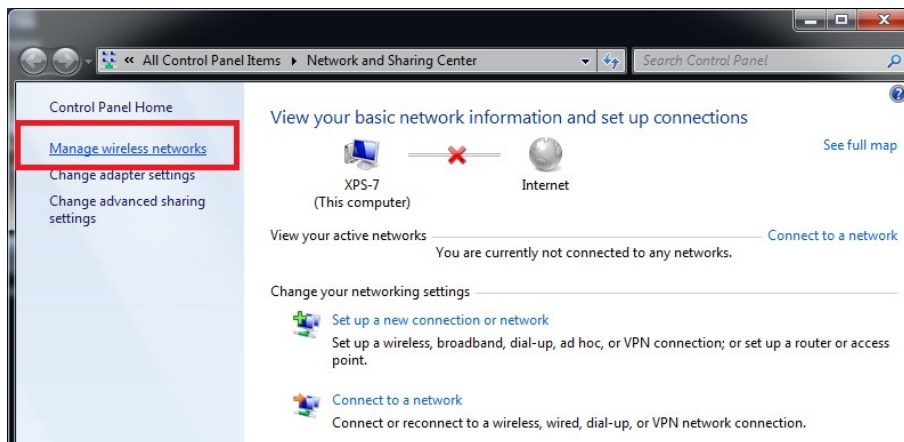 « All Control Panel Items ▸ Network and Sharing Center
Search Control Panel
Control Panel Home
Manage wireless networks
Change adapter settings
Change advanced sharing
settings
View your basic network information and set up connections
See full map
XPS-7
(This computer)
Internet
View your active networks
Connect to a network
You are currently not connected to any networks.
Change your networking settings
Set up a new connection or network
Set up a wireless, broadband, dial-up, ad hoc, or VPN connection; or set up a router or access
point.
Connect to a network
Connect or reconnect to a wireless, wired, dial-up, or VPN network connection.